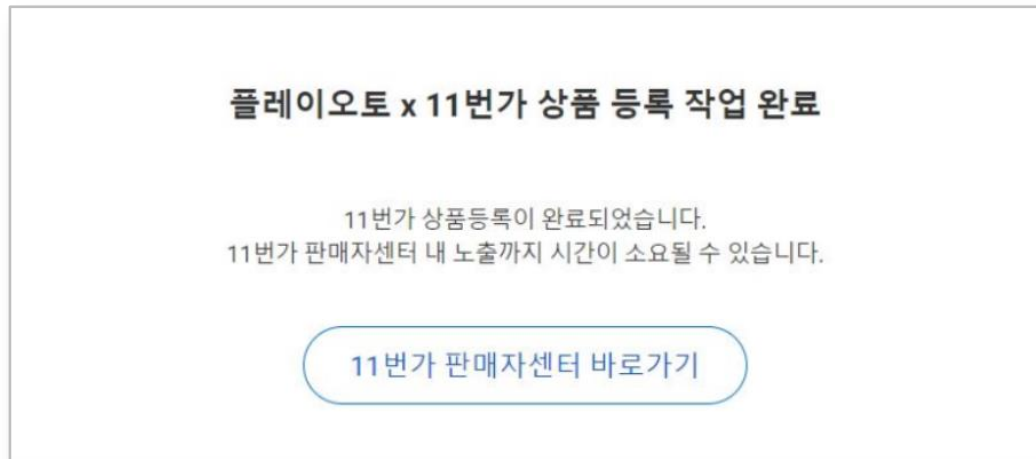 플레이오토 x 11번가 상품 등록 작업 완료
11번가 상품등록이 완료되었습니다.
11번가 판매자센터 내 노출까지 시간이 소요될 수 있습니다.
11번가 판매자센터 바로가기